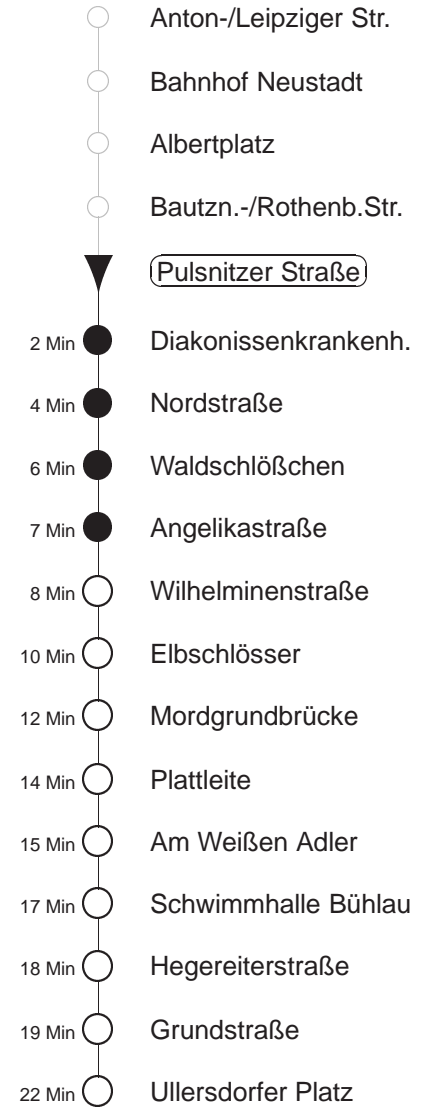 Anton-/Leipziger Str.
Bahnhof Neustadt
Albertplatz
Bautzn.-/Rothenb.Str.
Pulsnitzer Straße
2 Min Diakonissenkrankenh.
4 Min Nordstraße
6 Min Waldschlößchen
7 Min Angelikastraße
8 Min Wilhelminenstraße
10 Min Elbschlösser
12 Min Mordgrundbrücke
14 Min Plattleite
15 Min Am Weißen Adler
17 Min Schwimmhalle Bühlau
18 Min Hegereiterstraße
19 Min Grundstraße
22 Min Ullersdorfer Platz